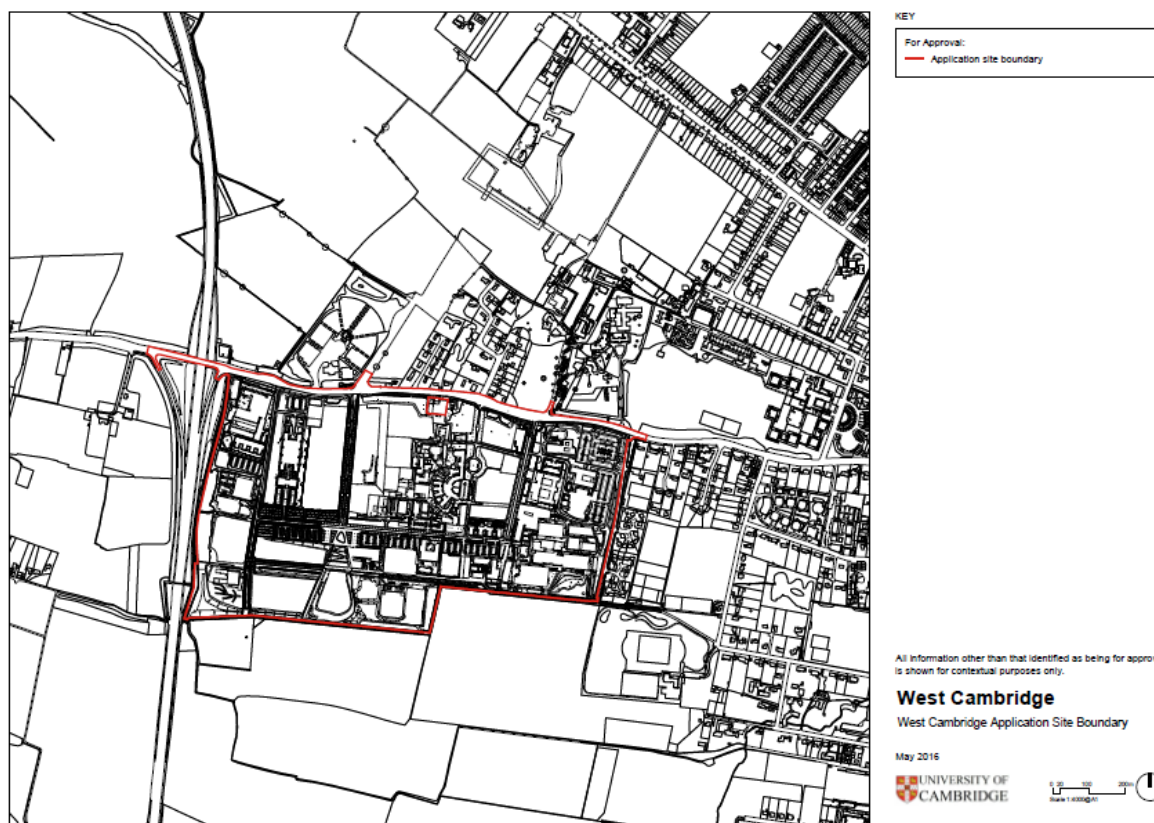 KEY
For Approval:
Application site boundary
All information other than that identified as being for approv
is shown for contextual purposes only.
West Cambridge
West Cambridge Application Site Boundary
May 2016
UNIVERSITY OF
CAMBRIDGE
0 20 100 200m
Scale 1:4000@A1